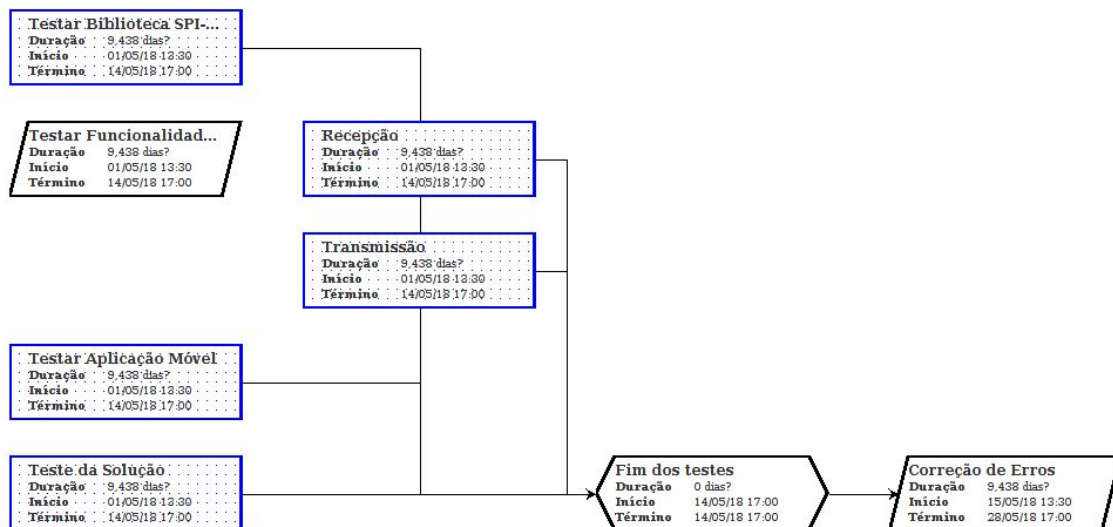 Testar Biblioteca SPI-...
Duração 9,438 dias?
Início 01/05/18 13:30
Término 14/05/18 17:00
Testar Funcionalidad...
Duração 9,438 dias?
Início 01/05/18 13:30
Término 14/05/18 17:00
Recepção
Duração 9,438 dias?
Início 01/05/18 13:30
Término 14/05/18 17:00
Transmissão
Duração 9,438 dias?
Início 01/05/18 13:30
Término 14/05/18 17:00
Testar Aplicação Móvel
Duração 9,438 dias?
Início 01/05/18 13:30
Término 14/05/18 17:00
Teste da Solução
Duração 9,438 dias?
Início 01/05/18 13:30
Término 14/05/18 17:00
Fim dos testes
Duração 0 dias?
Início 14/05/18 17:00
Término 14/05/18 17:00
Correção de Erros
Duração 9,438 dias?
Início 15/05/18 13:30
Término 28/05/18 17:00